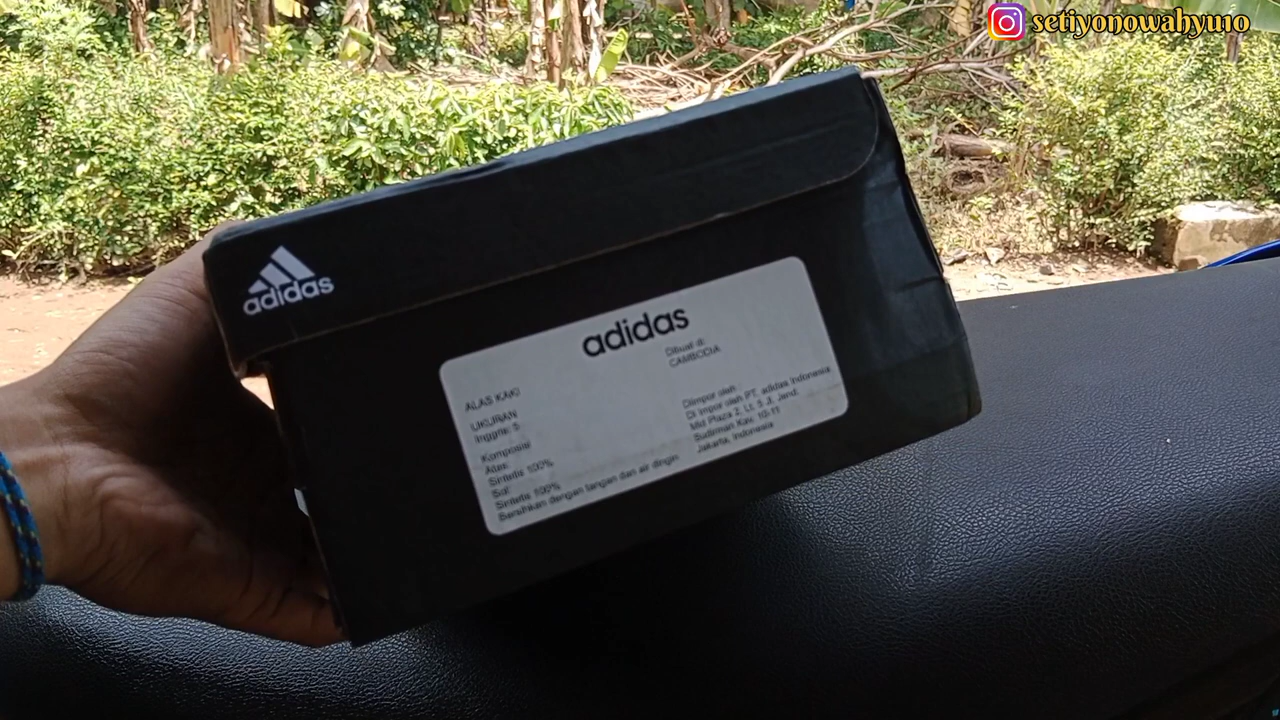 setiyonowahyu10
adidas
adidas
Dibuat di:
CAMBODIA
ALAS KAKI
UKURAN
Inggris: 5
Komposisi
Atas:
Sintetis 100%
Sol:
Sintetis 100%
Bersihkan dengan tangan dan air dingin
Diimpor oleh:
Di impor oleh PT. adidas Indonesia
Mid Plaza 2, Lt. 5 Jl. Jend.
Sudirman Kav. 10-11
Jakarta, Indonesia